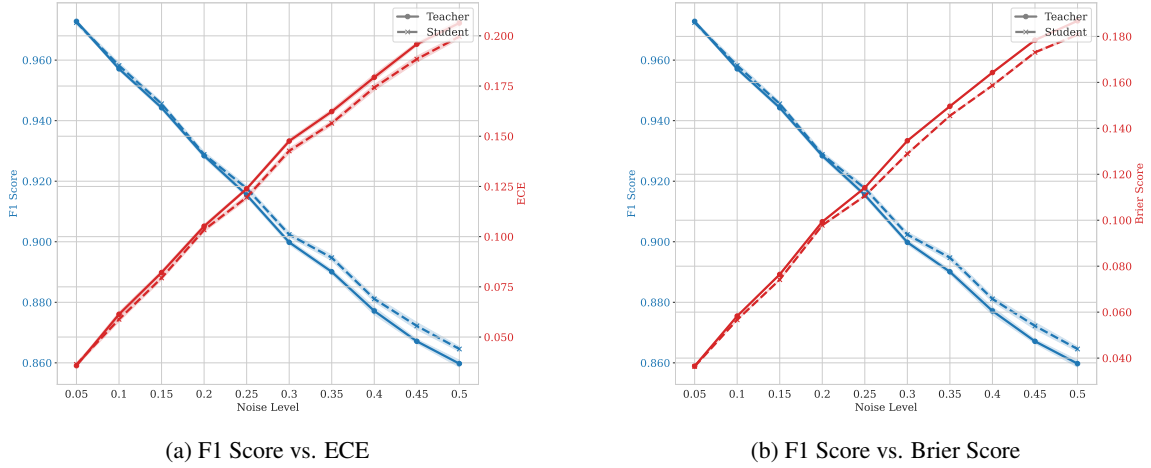 Teacher
Student
0.960
0.940
0.920
0.900
0.880
0.860
F1 Score
0.200
0.175
0.150
0.125
0.100
0.075
0.050
ECE
0.05 0.1 0.15 0.2 0.25 0.3 0.35 0.4 0.45 0.5
Noise Level
(a) F1 Score vs. ECE
Teacher
Student
0.960
0.940
0.920
0.900
0.880
0.860
F1 Score
0.180
0.160
0.140
0.120
0.100
0.080
0.060
0.040
Brier Score
0.05 0.1 0.15 0.2 0.25 0.3 0.35 0.4 0.45 0.5
Noise Level
(b) F1 Score vs. Brier Score